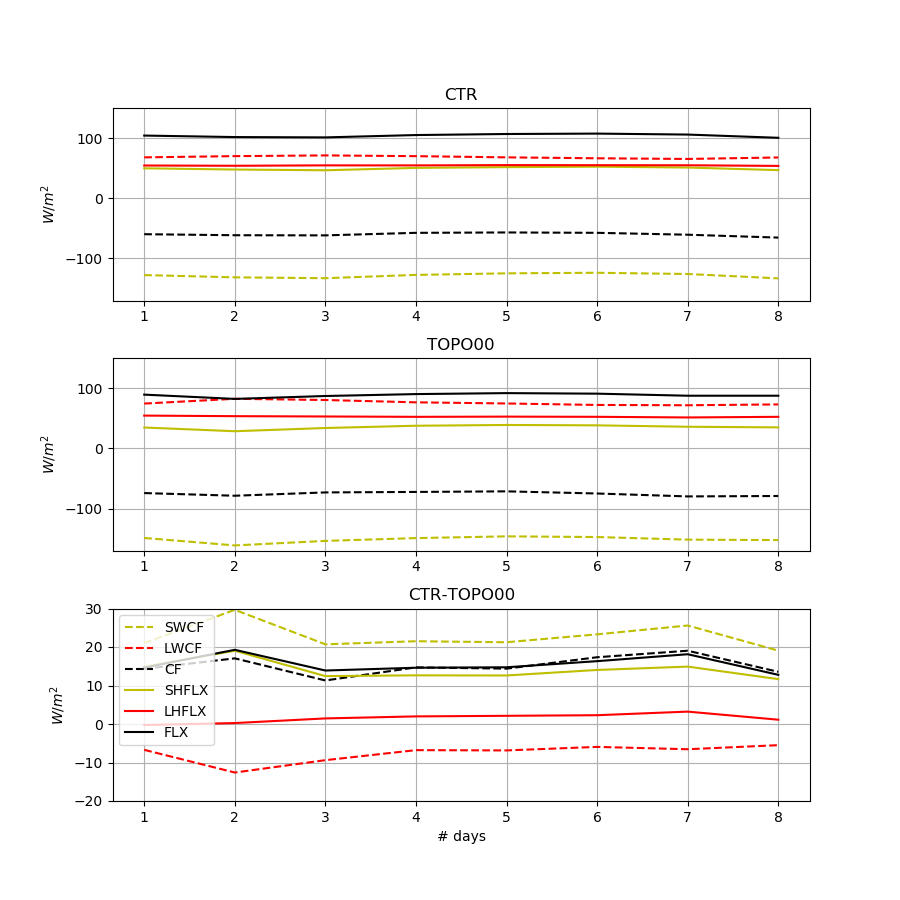 CTR
100
0
−100
W/m²
1 2 3 4 5 6 7 8
TOPO00
100
0
−100
W/m²
1 2 3 4 5 6 7 8
CTR-TOPO00
30
20
10
0
−10
−20
W/m²
SWCF
LWCF
CF
SHFLX
LHFLX
FLX
1 2 3 4 5 6 7 8
# days